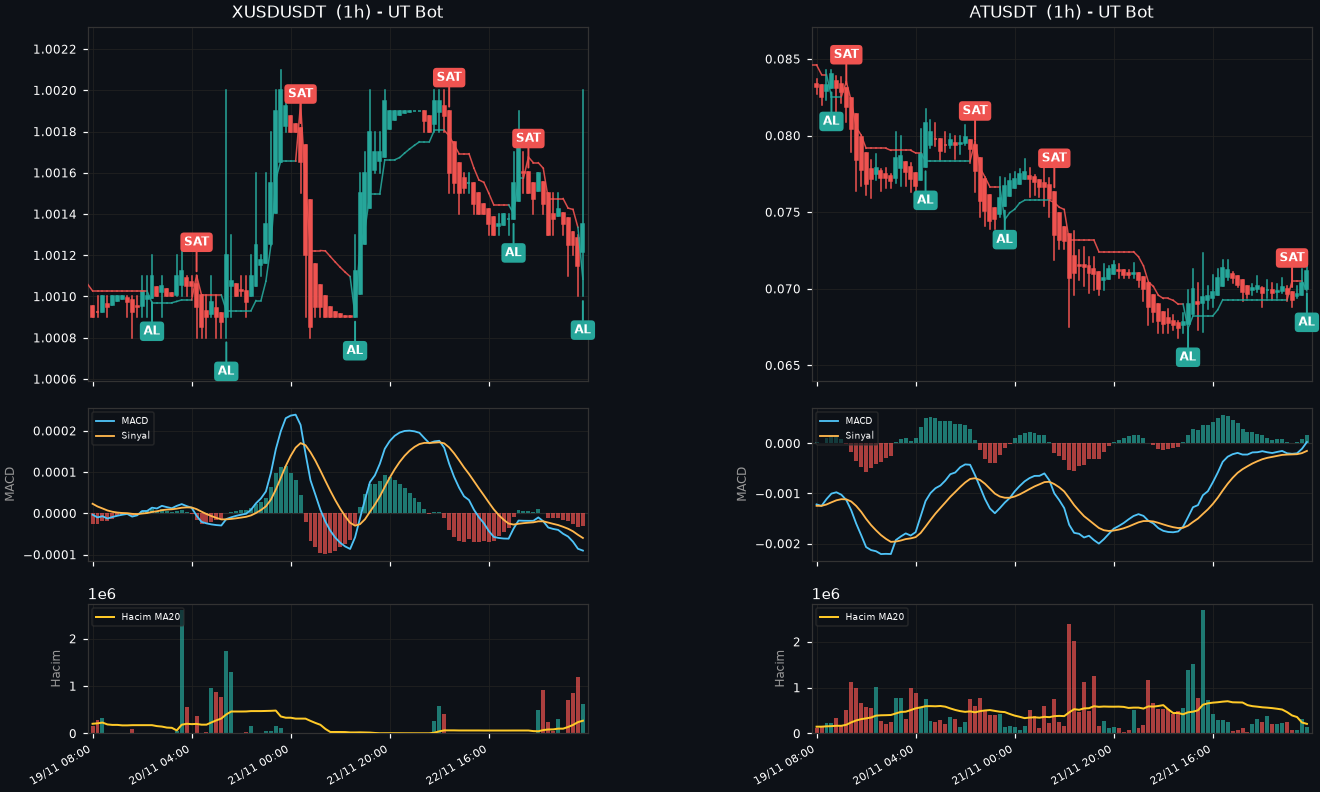 XUSDUSDT (1h) - UT Bot
1.0022
1.0020
1.0018
1.0016
1.0014
1.0012
1.0010
1.0008
1.0006
SAT
SAT
SAT
SAT
AL
AL
AL
AL
AL
MACD
0.0002
0.0001
0.0000
−0.0001
MACD
Sinyal
1e6
Hacim
2
1
0
Hacim MA20
19/11 08:00
20/11 04:00
21/11 00:00
21/11 20:00
22/11 16:00
ATUSDT (1h) - UT Bot
0.085
0.080
0.075
0.070
0.065
SAT
SAT
SAT
SAT
AL
AL
AL
AL
AL
MACD
0.000
−0.001
−0.002
MACD
Sinyal
1e6
Hacim
2
1
0
Hacim MA20
19/11 08:00
20/11 04:00
21/11 00:00
21/11 20:00
22/11 16:00